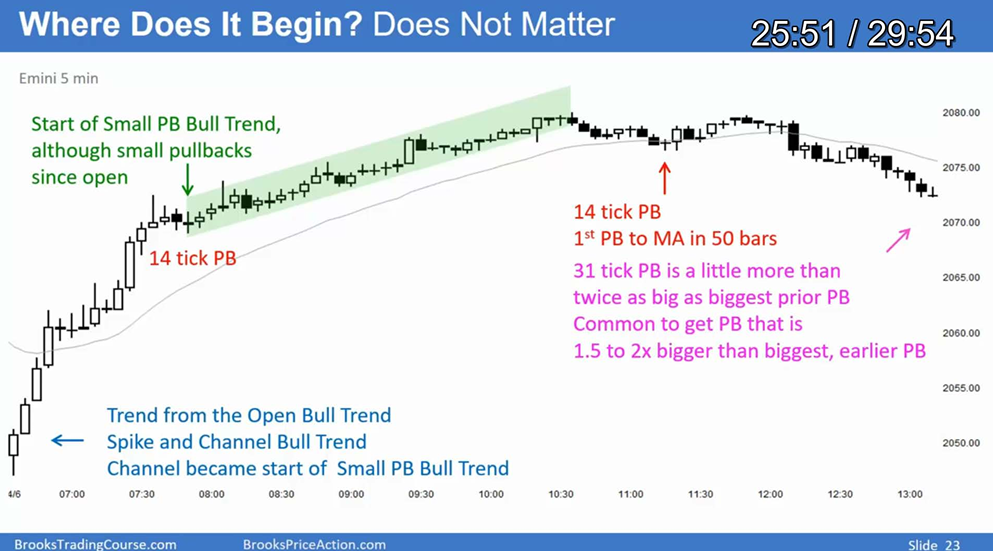 Where Does It Begin? Does Not Matter
25:51 / 29:54
Emini 5 min
Start of Small PB Bull Trend,
although small pullbacks
since open
14 tick PB
14 tick PB
1st PB to MA in 50 bars
31 tick PB is a little more than
twice as big as biggest prior PB
Common to get PB that is
1.5 to 2x bigger than biggest, earlier PB
Trend from the Open Bull Trend
Spike and Channel Bull Trend
Channel became start of Small PB Bull Trend
2080.00
2075.00
2070.00
2065.00
2060.00
2055.00
2050.00
4/6 07:00 07:30 08:00 08:30 09:00 09:30 10:00 10:30 11:00 11:30 12:00 12:30 13:00
BrooksTradingCourse.com BrooksPriceAction.com Slide 23